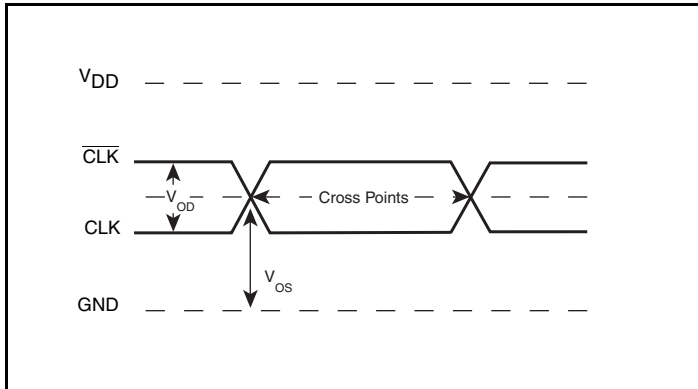 VDD
CLK
VOD
Cross Points
CLK
VOS
GND